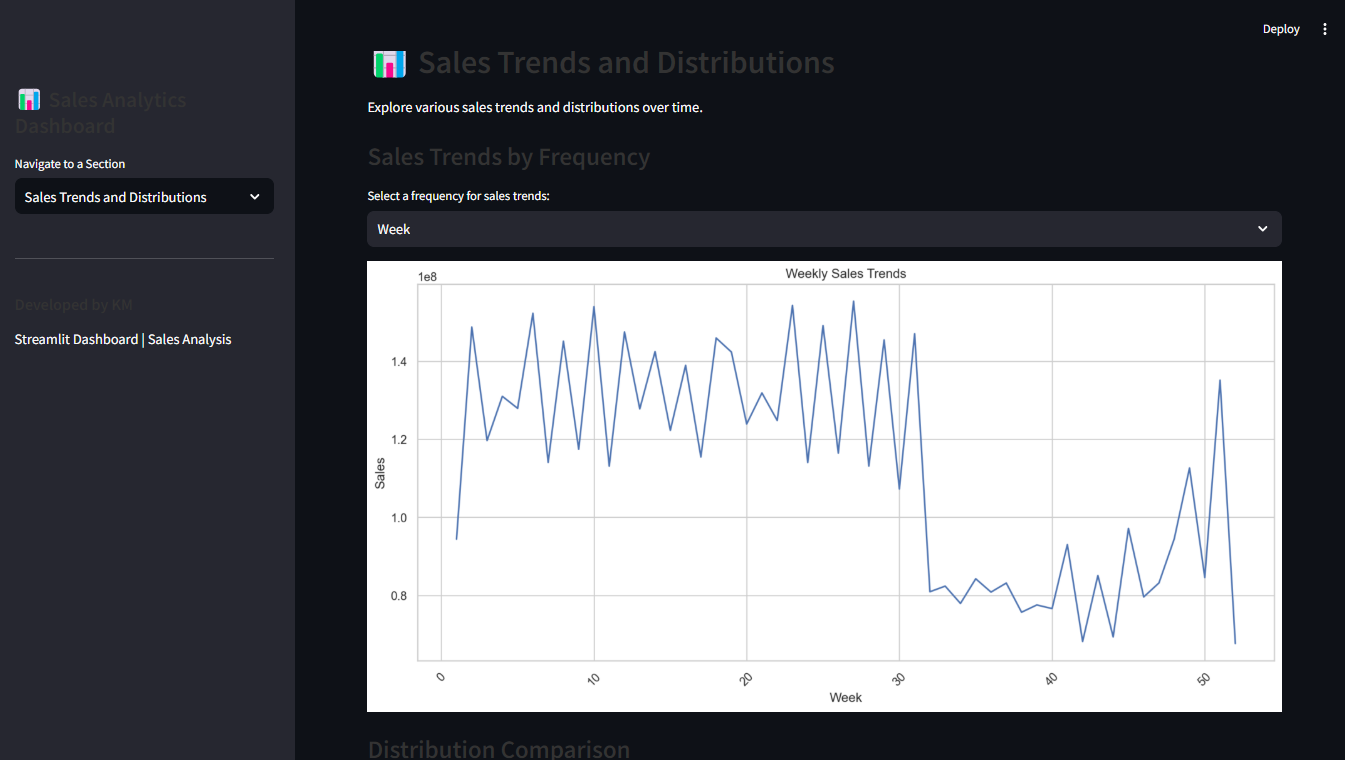 Deploy
Sales Analytics
Dashboard
Navigate to a Section
Sales Trends and Distributions
Developed by KM
Streamlit Dashboard | Sales Analysis
Sales Trends and Distributions
Explore various sales trends and distributions over time.
Sales Trends by Frequency
Select a frequency for sales trends:
Week
Weekly Sales Trends
1e8
1.4
1.2
1.0
0.8
Sales
0 10 20 30 40 50
Week
Distribution Comparison